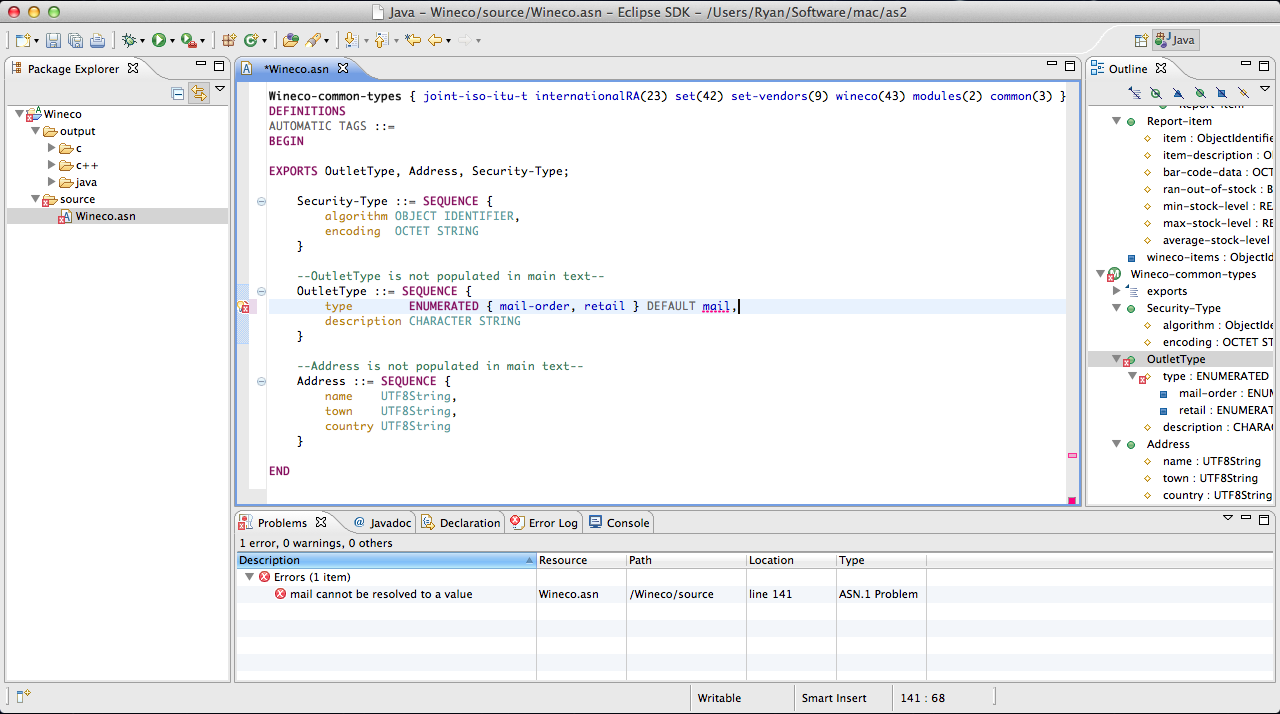 Java – Wineco/source/Wineco.asn – Eclipse SDK – /Users/Ryan/Software/mac/as2
Java
Package Explorer
Wineco
output
c
c++
java
source
Wineco.asn
*Wineco.asn
Wineco-common-types { joint-iso-itu-t internationalRA(23) set(42) set-vendors(9) wineco(43) modules(2) common(3) }
DEFINITIONS
AUTOMATIC TAGS ::=
BEGIN
EXPORTS OutletType, Address, Security-Type;
Security-Type ::= SEQUENCE {
algorithm OBJECT IDENTIFIER,
encoding  OCTET STRING
}
--OutletType is not populated in main text--
OutletType ::= SEQUENCE {
type        ENUMERATED { mail-order, retail } DEFAULT mail,
description CHARACTER STRING
}
--Address is not populated in main text--
Address ::= SEQUENCE {
name    UTF8String,
town    UTF8String,
country UTF8String
}
END
Outline
Report-item
Report-item
item : ObjectIdentifie
item-description : O
bar-code-data : OCT
ran-out-of-stock : B
min-stock-level : RE
max-stock-level : RE
average-stock-level
wineco-items : ObjectId
Wineco-common-types
exports
Security-Type
algorithm : ObjectIde
encoding : OCTET ST
OutletType
type : ENUMERATED
mail-order : ENUM
retail : ENUMERAT
description : CHARA
Address
name : UTF8String
town : UTF8String
country : UTF8String
Problems
Javadoc
Declaration
Error Log
Console
1 error, 0 warnings, 0 others
Description Resource Path Location Type
Errors (1 item)
mail cannot be resolved to a value Wineco.asn /Wineco/source line 141 ASN.1 Problem
Writable Smart Insert 141 : 68